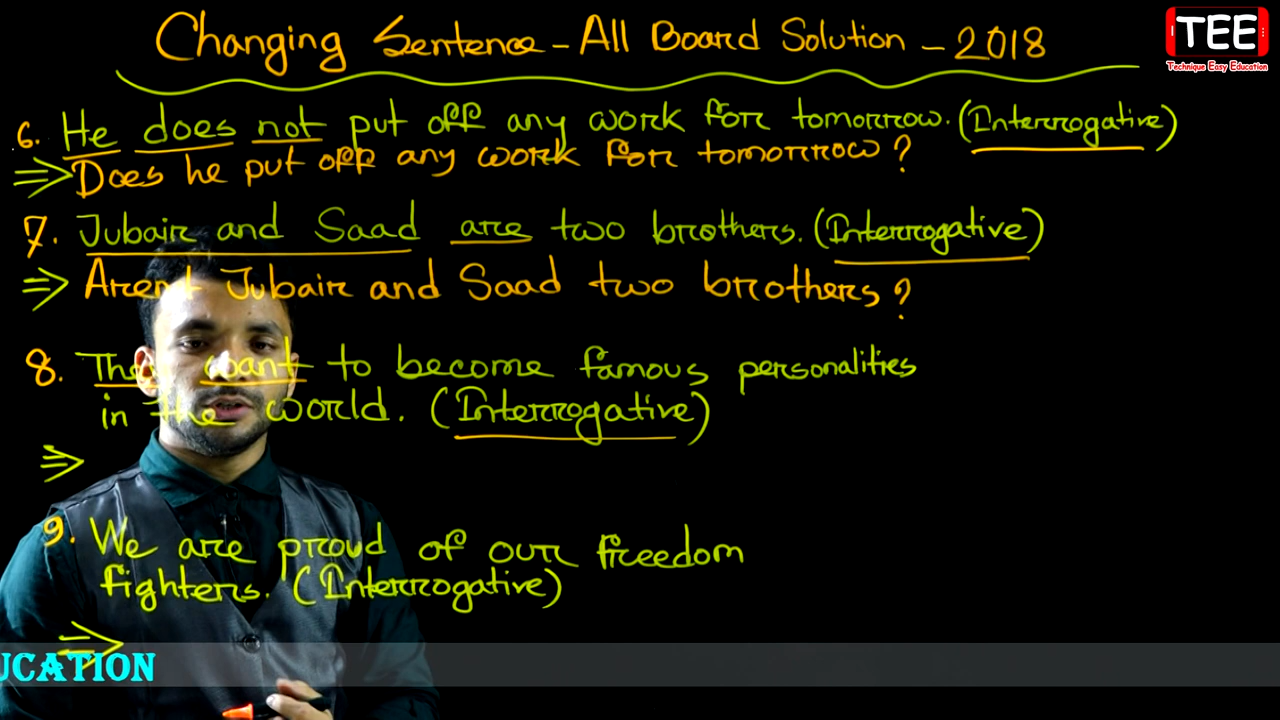 Changing Sentence - All Board Solution - 2018
TEE
Technique Easy Education
6. He does not put off any work for tomorrow. (Interrogative)
⇒ Does he put off any work for tomorrow?
7. Jubair and Saad are two brothers. (Interrogative)
⇒ Aren't Jubair and Saad two brothers?
8. They want to become famous personalities
in the world. (Interrogative)
⇒
9. We are proud of our freedom
fighters. (Interrogative)
⇒
UCATION